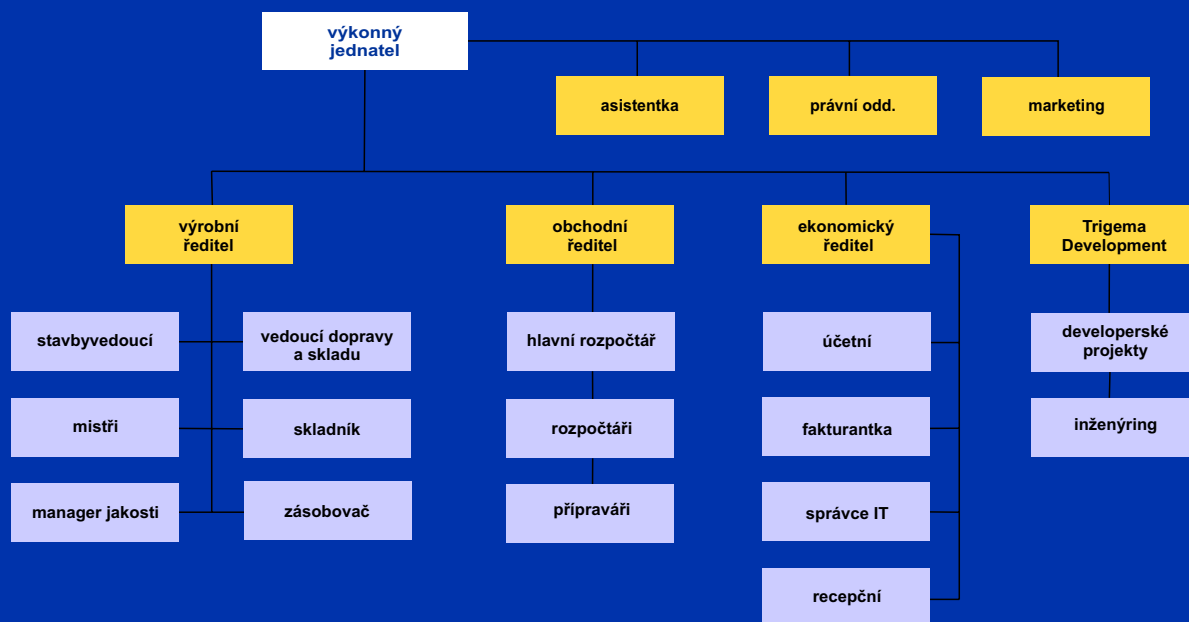 výkonný
jednatel
asistentka
právní odd.
marketing
výrobní
ředitel
obchodní
ředitel
ekonomický
ředitel
Trigema
Development
stavbyvedoucí
vedoucí dopravy
a skladu
hlavní rozpočtář
účetní
developerské
projekty
mistři
skladník
rozpočtáři
fakturantka
inženýring
manager jakosti
zásobovač
přípraváři
správce IT
recepční